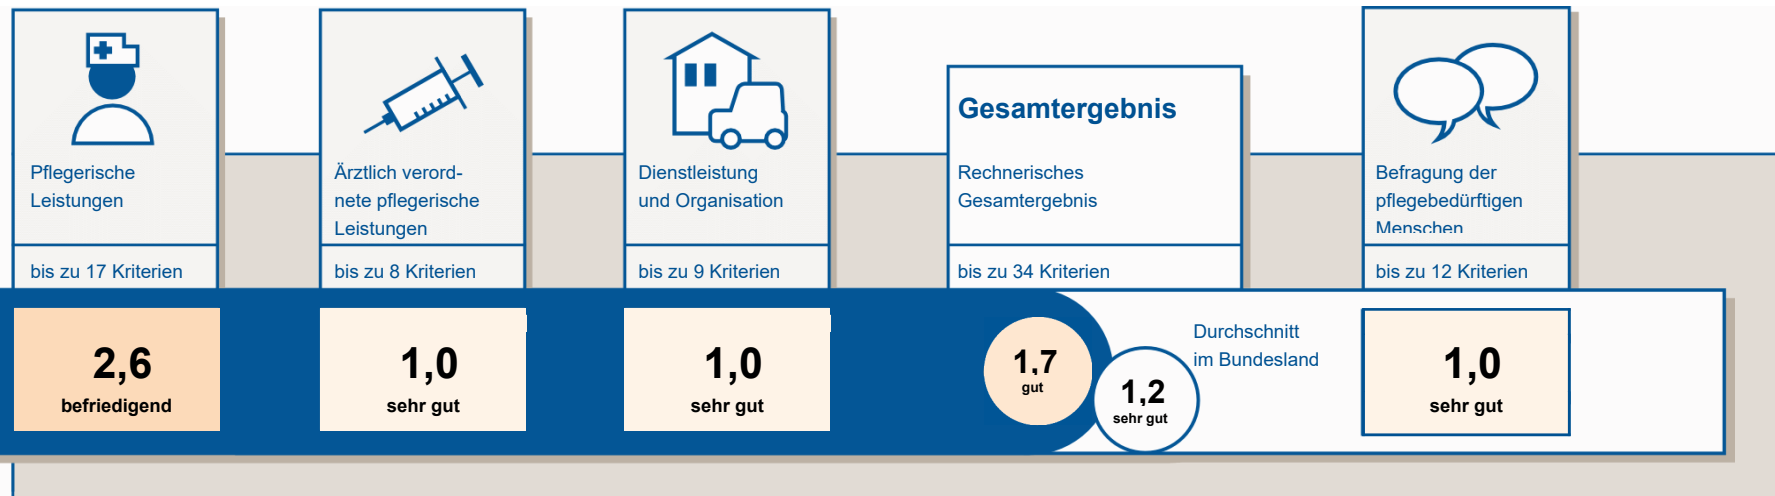 Pflegerische
Leistungen
bis zu 17 Kriterien
2,6
befriedigend
Ärztlich verord-
nete pflegerische
Leistungen
bis zu 8 Kriterien
1,0
sehr gut
Dienstleistung
und Organisation
bis zu 9 Kriterien
1,0
sehr gut
Gesamtergebnis
Rechnerisches
Gesamtergebnis
bis zu 34 Kriterien
1,7
gut
1,2
sehr gut
Durchschnitt
im Bundesland
Befragung der
pflegebedürftigen
Menschen
bis zu 12 Kriterien
1,0
sehr gut